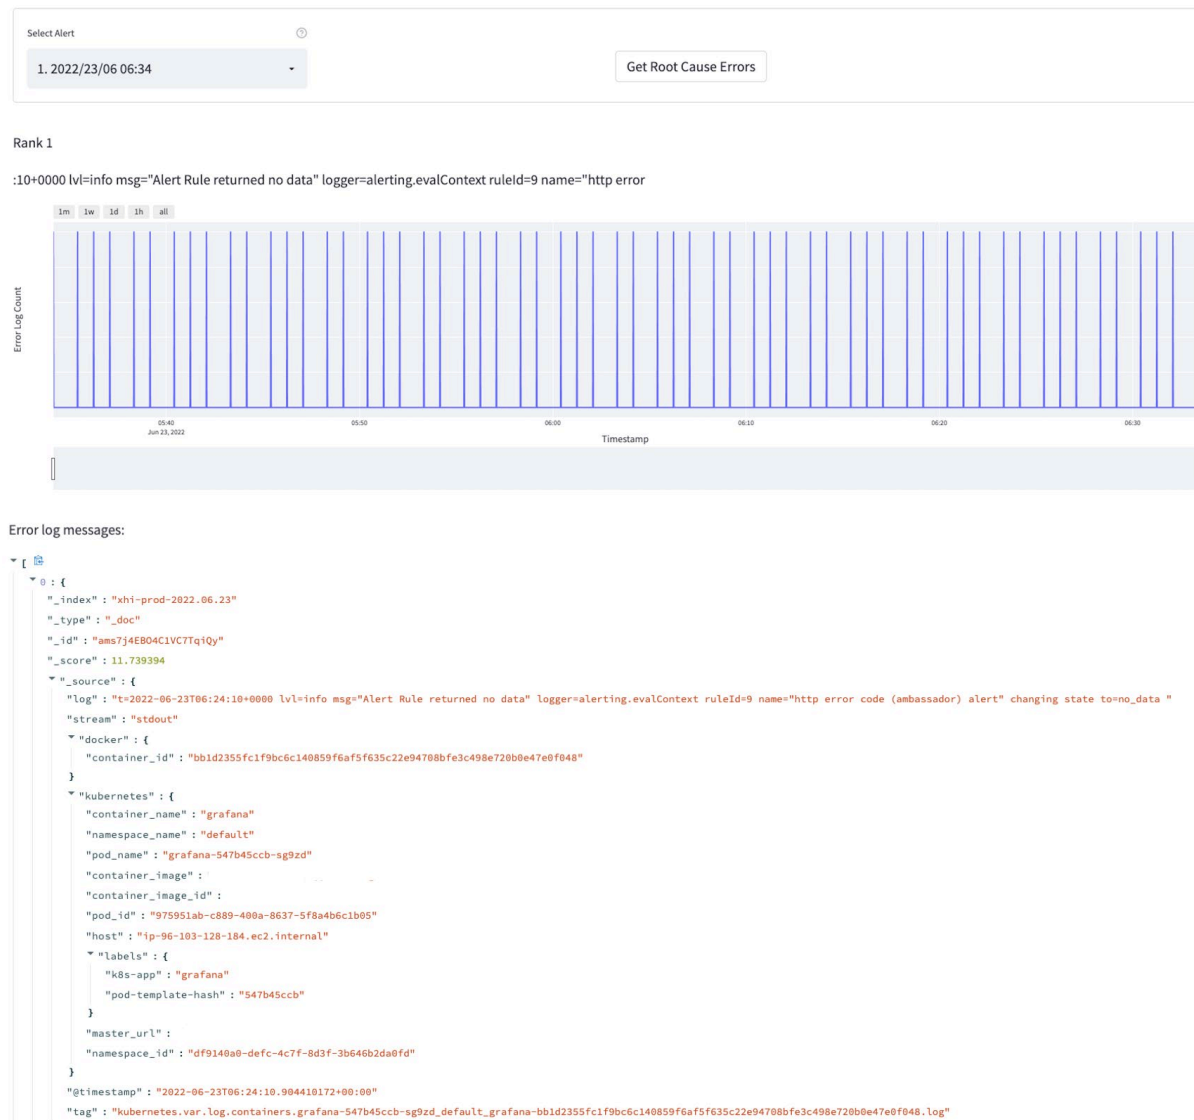 Select Alert
1. 2022/23/06 06:34
Get Root Cause Errors
Rank 1
:10+0000 lvl=info msg="Alert Rule returned no data" logger=alerting.evalContext ruleId=9 name="http error
1m 1w 1d 1h all
Error Log Count
05:40 05:50 06:00 06:10 06:20 06:30
Jun 23, 2022
Timestamp
Error log messages:
[
0 : {
"_index" : "xhi-prod-2022.06.23"
"_type" : "_doc"
"_id" : "ams7j4EBO4C1VC7TqiQy"
"_score" : 11.739394
"_source" : {
"log" : "t=2022-06-23T06:24:10+0000 lvl=info msg="Alert Rule returned no data" logger=alerting.evalContext ruleId=9 name="http error code (ambassador) alert" changing state to=no_data "
"stream" : "stdout"
"docker" : {
"container_id" : "bb1d2355fc1f9bc6c140859f6af5f635c22e94708bfe3c498e720b0e47e0f048"
}
"kubernetes" : {
"container_name" : "grafana"
"namespace_name" : "default"
"pod_name" : "grafana-547b45ccb-sg9zd"
"container_image" :
"container_image_id" :
"pod_id" : "975951ab-c889-400a-8637-5f8a4b6c1b05"
"host" : "ip-96-103-128-184.ec2.internal"
"labels" : {
"k8s-app" : "grafana"
"pod-template-hash" : "547b45ccb"
}
"master_url" :
"namespace_id" : "df9140a0-defc-4c7f-8d3f-3b646b2da0fd"
}
"@timestamp" : "2022-06-23T06:24:10.904410172+00:00"
"tag" : "kubernetes.var.log.containers.grafana-547b45ccb-sg9zd_default_grafana-bb1d2355fc1f9bc6c140859f6af5f635c22e94708bfe3c498e720b0e47e0f048.log"